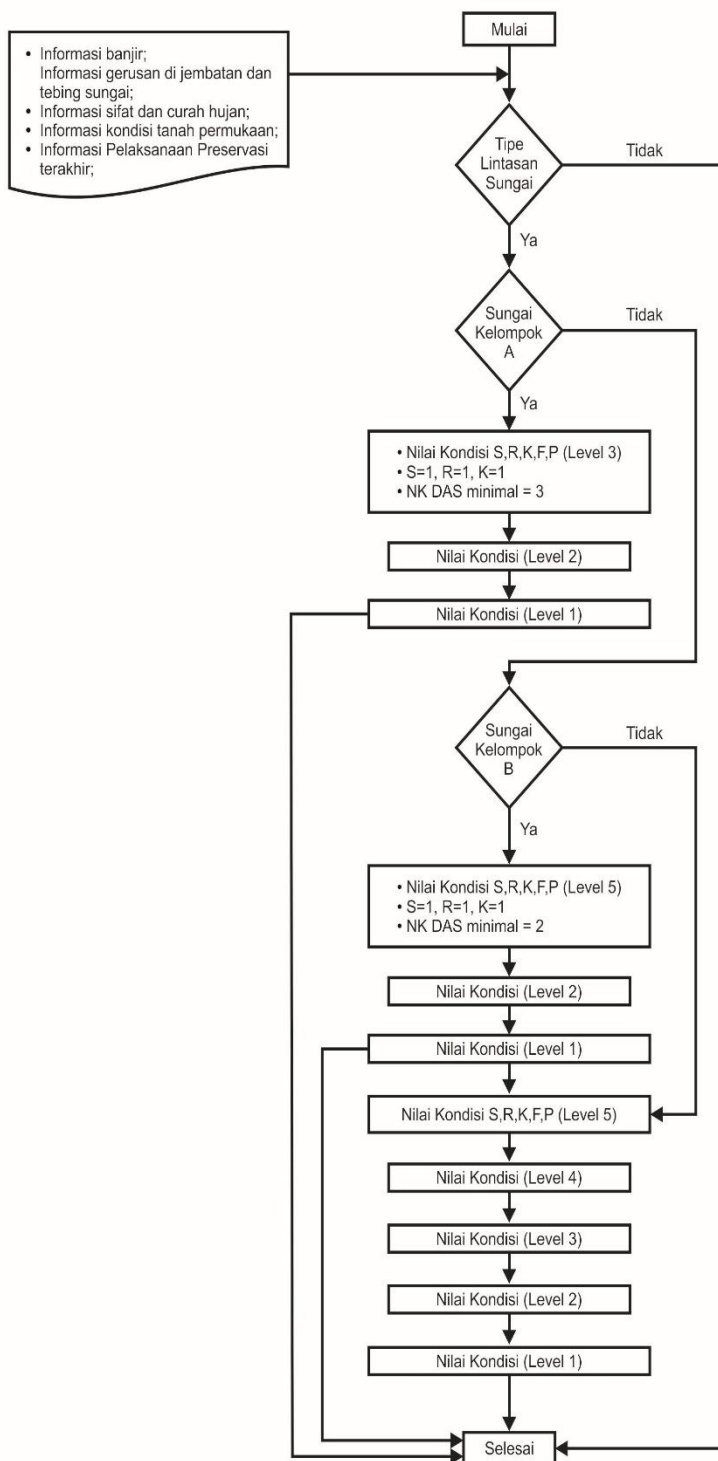 Mulai
• Informasi banjir;
Informasi gerusan di jembatan dan
tebing sungai;
• Informasi sifat dan curah hujan;
• Informasi kondisi tanah permukaan;
• Informasi Pelaksanaan Preservasi
terakhir;
Tipe
Lintasan
Sungai
Tidak
Ya
Sungai
Kelompok
A
Tidak
Ya
• Nilai Kondisi S,R,K,F,P (Level 3)
• S=1, R=1, K=1
• NK DAS minimal = 3
Nilai Kondisi (Level 2)
Nilai Kondisi (Level 1)
Sungai
Kelompok
B
Tidak
Ya
• Nilai Kondisi S,R,K,F,P (Level 5)
• S=1, R=1, K=1
• NK DAS minimal = 2
Nilai Kondisi (Level 2)
Nilai Kondisi (Level 1)
Nilai Kondisi S,R,K,F,P (Level 5)
Nilai Kondisi (Level 4)
Nilai Kondisi (Level 3)
Nilai Kondisi (Level 2)
Nilai Kondisi (Level 1)
Selesai